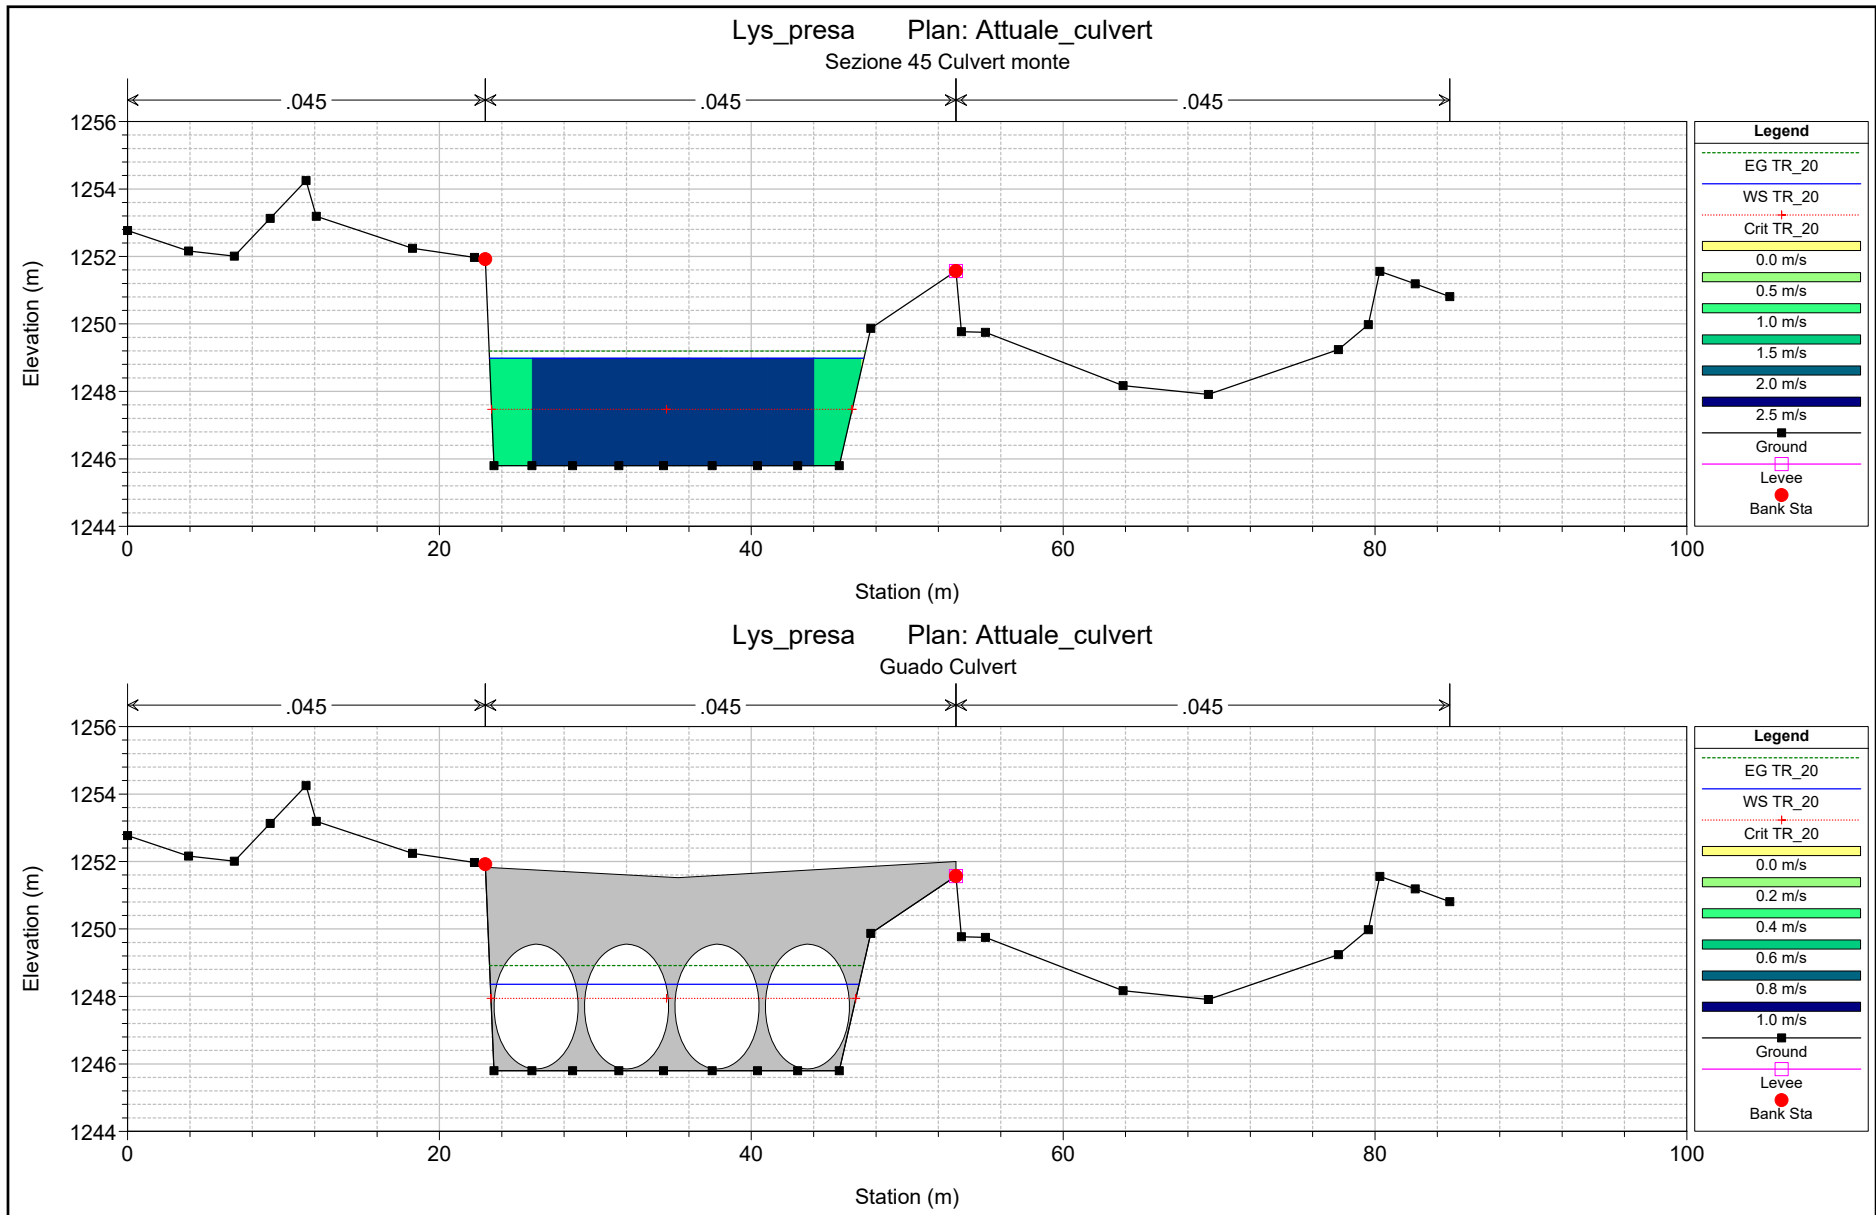 Lys_presa Plan: Attuale_culvert
Sezione 45 Culvert monte
.045 .045 .045
1256
1254
1252
1250
1248
1246
1244
Elevation (m)
0 20 40 60 80 100
Station (m)
Legend
EG TR_20
WS TR_20
Crit TR_20
0.0 m/s
0.5 m/s
1.0 m/s
1.5 m/s
2.0 m/s
2.5 m/s
Ground
Levee
Bank Sta
Lys_presa Plan: Attuale_culvert
Guado Culvert
.045 .045 .045
1256
1254
1252
1250
1248
1246
1244
Elevation (m)
0 20 40 60 80 100
Station (m)
Legend
EG TR_20
WS TR_20
Crit TR_20
0.0 m/s
0.2 m/s
0.4 m/s
0.6 m/s
0.8 m/s
1.0 m/s
Ground
Levee
Bank Sta